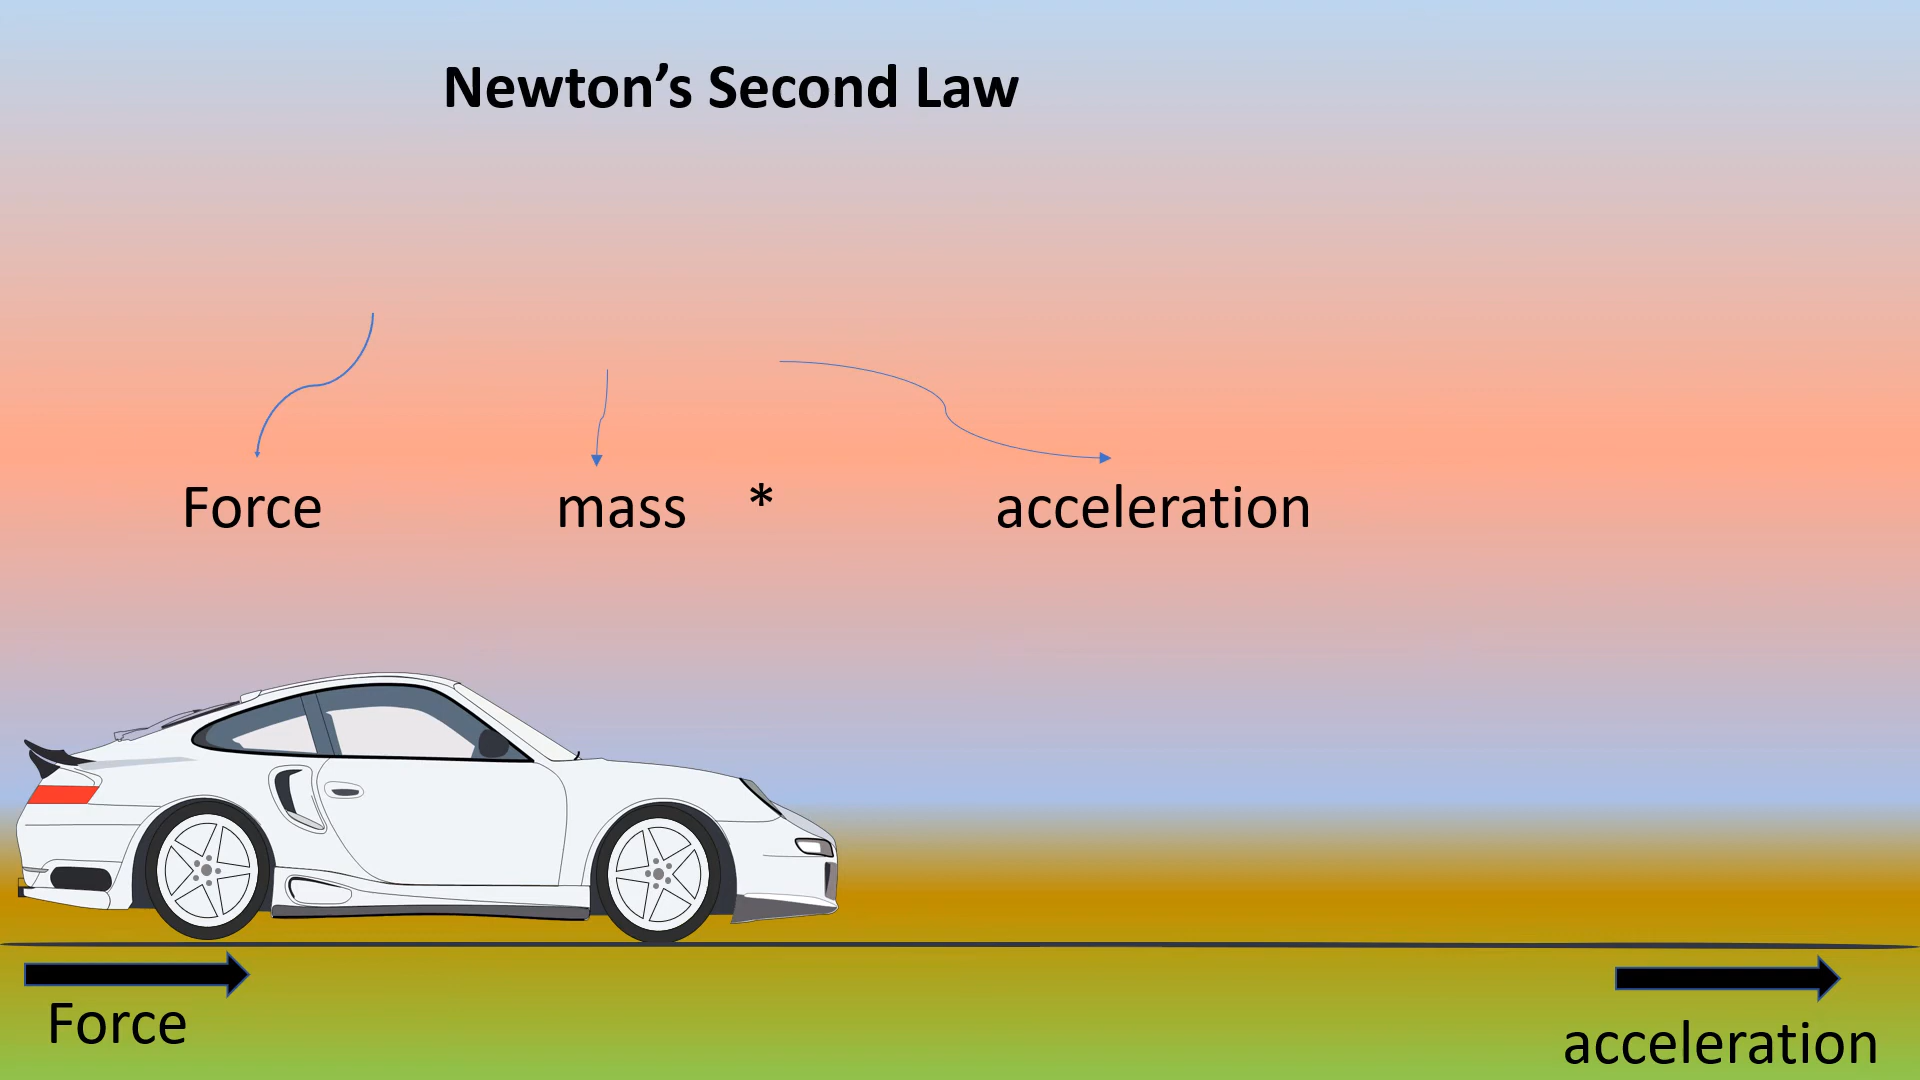 Newton’s Second Law
Force mass * acceleration
Force
acceleration